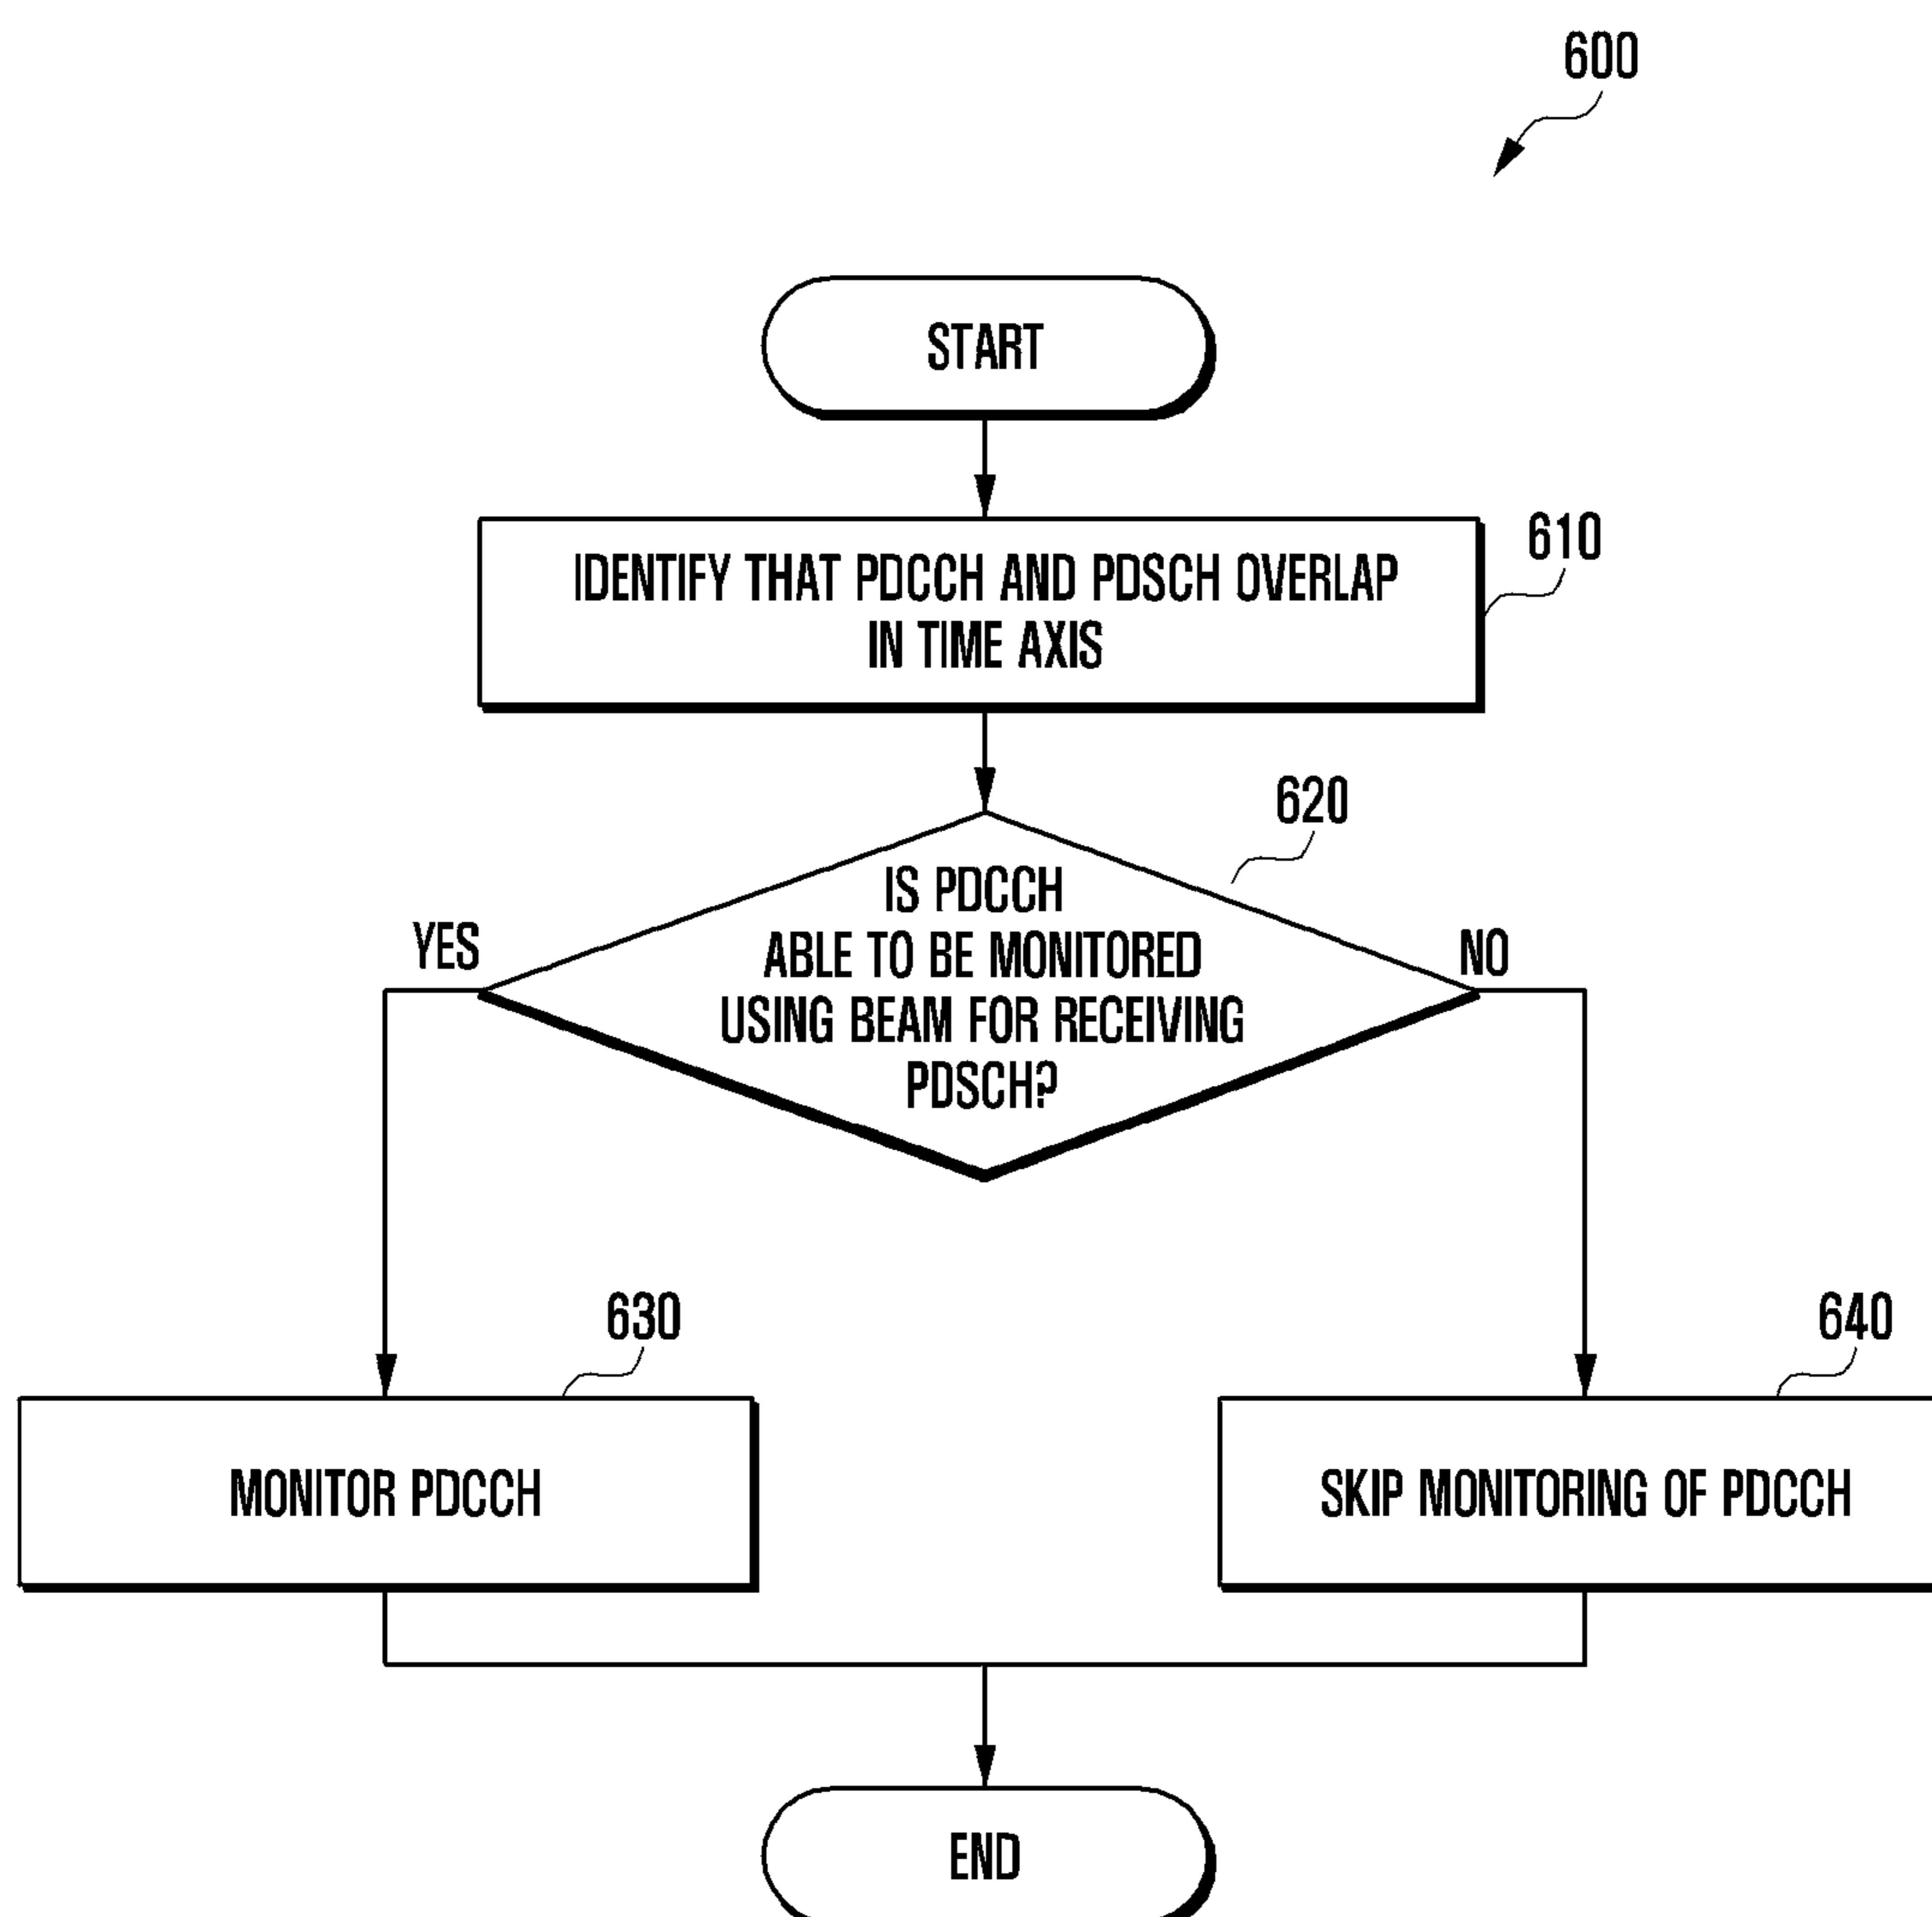 600
START
IDENTIFY THAT PDCCH AND PDSCH OVERLAP
IN TIME AXIS
610
620
IS PDCCH
ABLE TO BE MONITORED
USING BEAM FOR RECEIVING
PDSCH?
YES
NO
630
MONITOR PDCCH
640
SKIP MONITORING OF PDCCH
END